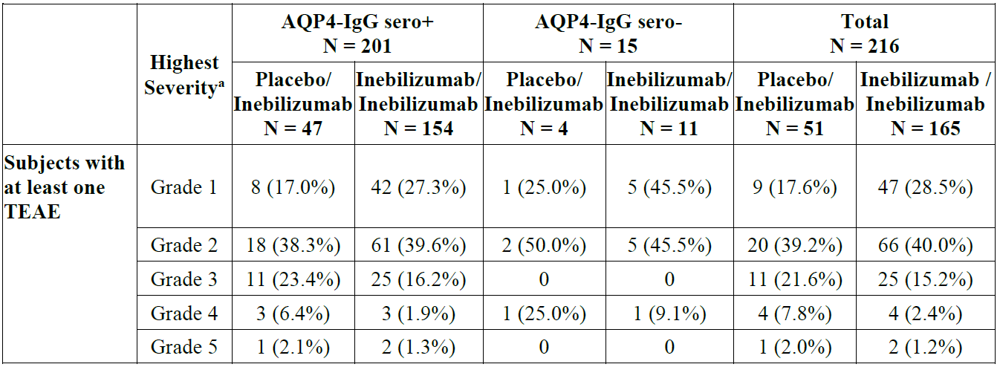 AQP4-IgG sero+ N = 201 AQP4-IgG sero- N = 15 Total N = 216
Highest Severityᵃ Placebo/ Inebilizumab N = 47 Inebilizumab/ Inebilizumab N = 154 Placebo/ Inebilizumab N = 4 Inebilizumab/ Inebilizumab N = 11 Placebo/ Inebilizumab N = 51 Inebilizumab / Inebilizumab N = 165
Subjects with at least one TEAE Grade 1 8 (17.0%) 42 (27.3%) 1 (25.0%) 5 (45.5%) 9 (17.6%) 47 (28.5%)
Grade 2 18 (38.3%) 61 (39.6%) 2 (50.0%) 5 (45.5%) 20 (39.2%) 66 (40.0%)
Grade 3 11 (23.4%) 25 (16.2%) 0 0 11 (21.6%) 25 (15.2%)
Grade 4 3 (6.4%) 3 (1.9%) 1 (25.0%) 1 (9.1%) 4 (7.8%) 4 (2.4%)
Grade 5 1 (2.1%) 2 (1.3%) 0 0 1 (2.0%) 2 (1.2%)